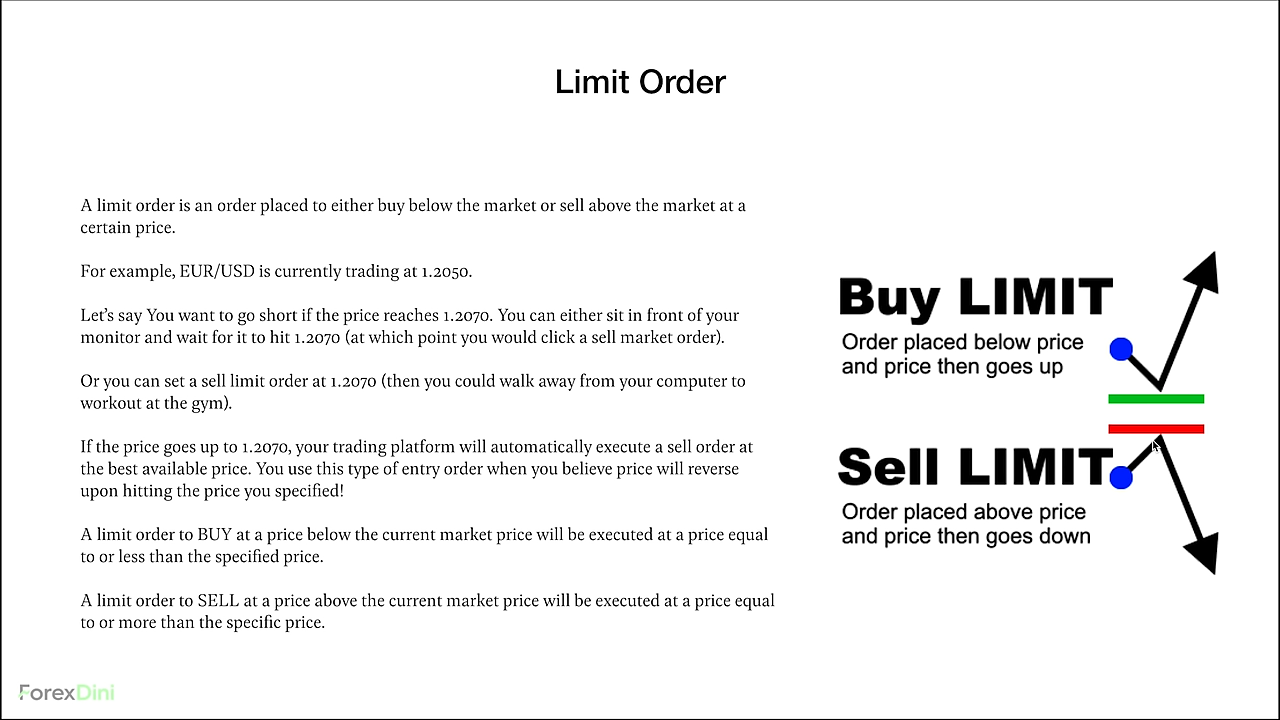 Limit Order
A limit order is an order placed to either buy below the market or sell above the market at a
certain price.
For example, EUR/USD is currently trading at 1.2050.
Let’s say You want to go short if the price reaches 1.2070. You can either sit in front of your
monitor and wait for it to hit 1.2070 (at which point you would click a sell market order).
Or you can set a sell limit order at 1.2070 (then you could walk away from your computer to
workout at the gym).
If the price goes up to 1.2070, your trading platform will automatically execute a sell order at
the best available price. You use this type of entry order when you believe price will reverse
upon hitting the price you specified!
A limit order to BUY at a price below the current market price will be executed at a price equal
to or less than the specified price.
A limit order to SELL at a price above the current market price will be executed at a price equal
to or more than the specific price.
Buy LIMIT
Order placed below price
and price then goes up
Sell LIMIT
Order placed above price
and price then goes down
ForexDini